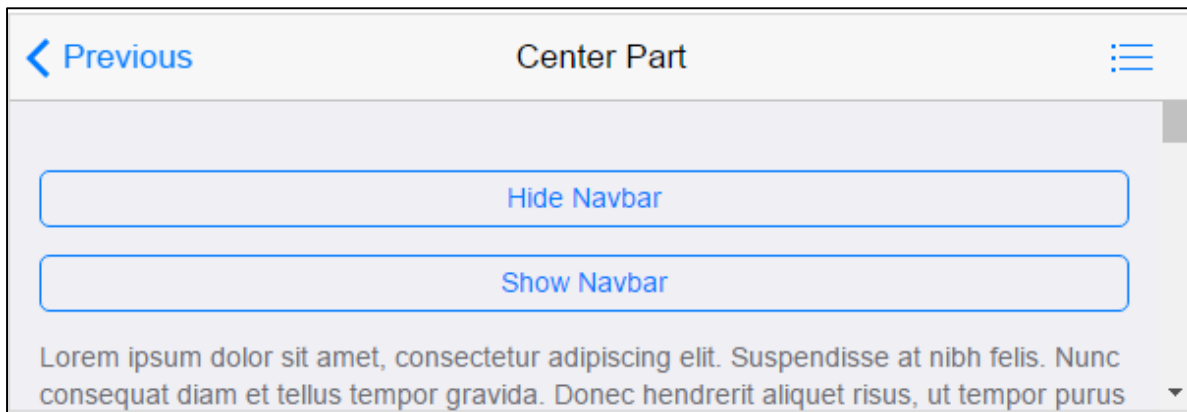 Previous
Center Part
Hide Navbar
Show Navbar
Lorem ipsum dolor sit amet, consectetur adipiscing elit. Suspendisse at nibh felis. Nunc
consequat diam et tellus tempor gravida. Donec hendrerit aliquet risus, ut tempor purus